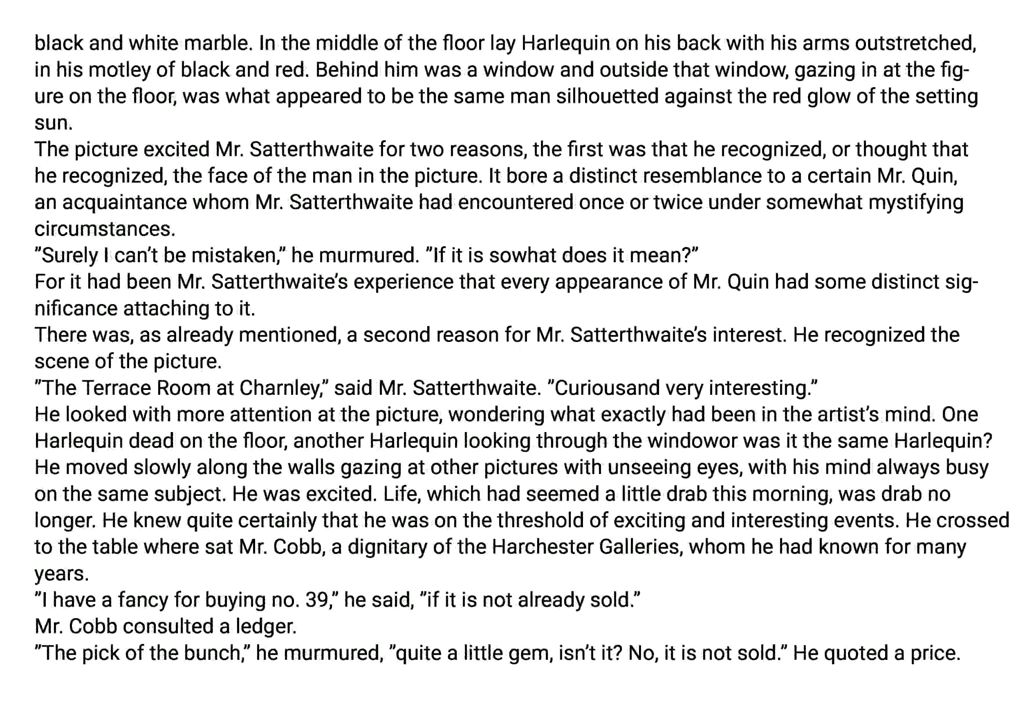 black and white marble. In the middle of the floor lay Harlequin on his back with his arms outstretched,
in his motley of black and red. Behind him was a window and outside that window, gazing in at the fig-
ure on the floor, was what appeared to be the same man silhouetted against the red glow of the setting
sun.
The picture excited Mr. Satterthwaite for two reasons, the first was that he recognized, or thought that
he recognized, the face of the man in the picture. It bore a distinct resemblance to a certain Mr. Quin,
an acquaintance whom Mr. Satterthwaite had encountered once or twice under somewhat mystifying
circumstances.
"Surely I can't be mistaken," he murmured. "If it is sowhat does it mean?"
For it had been Mr. Satterthwaite's experience that every appearance of Mr. Quin had some distinct sig-
nificance attaching to it.
There was, as already mentioned, a second reason for Mr. Satterthwaite's interest. He recognized the
scene of the picture.
"The Terrace Room at Charnley," said Mr. Satterthwaite. "Curiousand very interesting."
He looked with more attention at the picture, wondering what exactly had been in the artist's mind. One
Harlequin dead on the floor, another Harlequin looking through the windowor was it the same Harlequin?
He moved slowly along the walls gazing at other pictures with unseeing eyes, with his mind always busy
on the same subject. He was excited. Life, which had seemed a little drab this morning, was drab no
longer. He knew quite certainly that he was on the threshold of exciting and interesting events. He crossed
to the table where sat Mr. Cobb, a dignitary of the Harchester Galleries, whom he had known for many
years.
"I have a fancy for buying no. 39," he said, "if it is not already sold."
Mr. Cobb consulted a ledger.
"The pick of the bunch," he murmured, "quite a little gem, isn't it? No, it is not sold." He quoted a price.